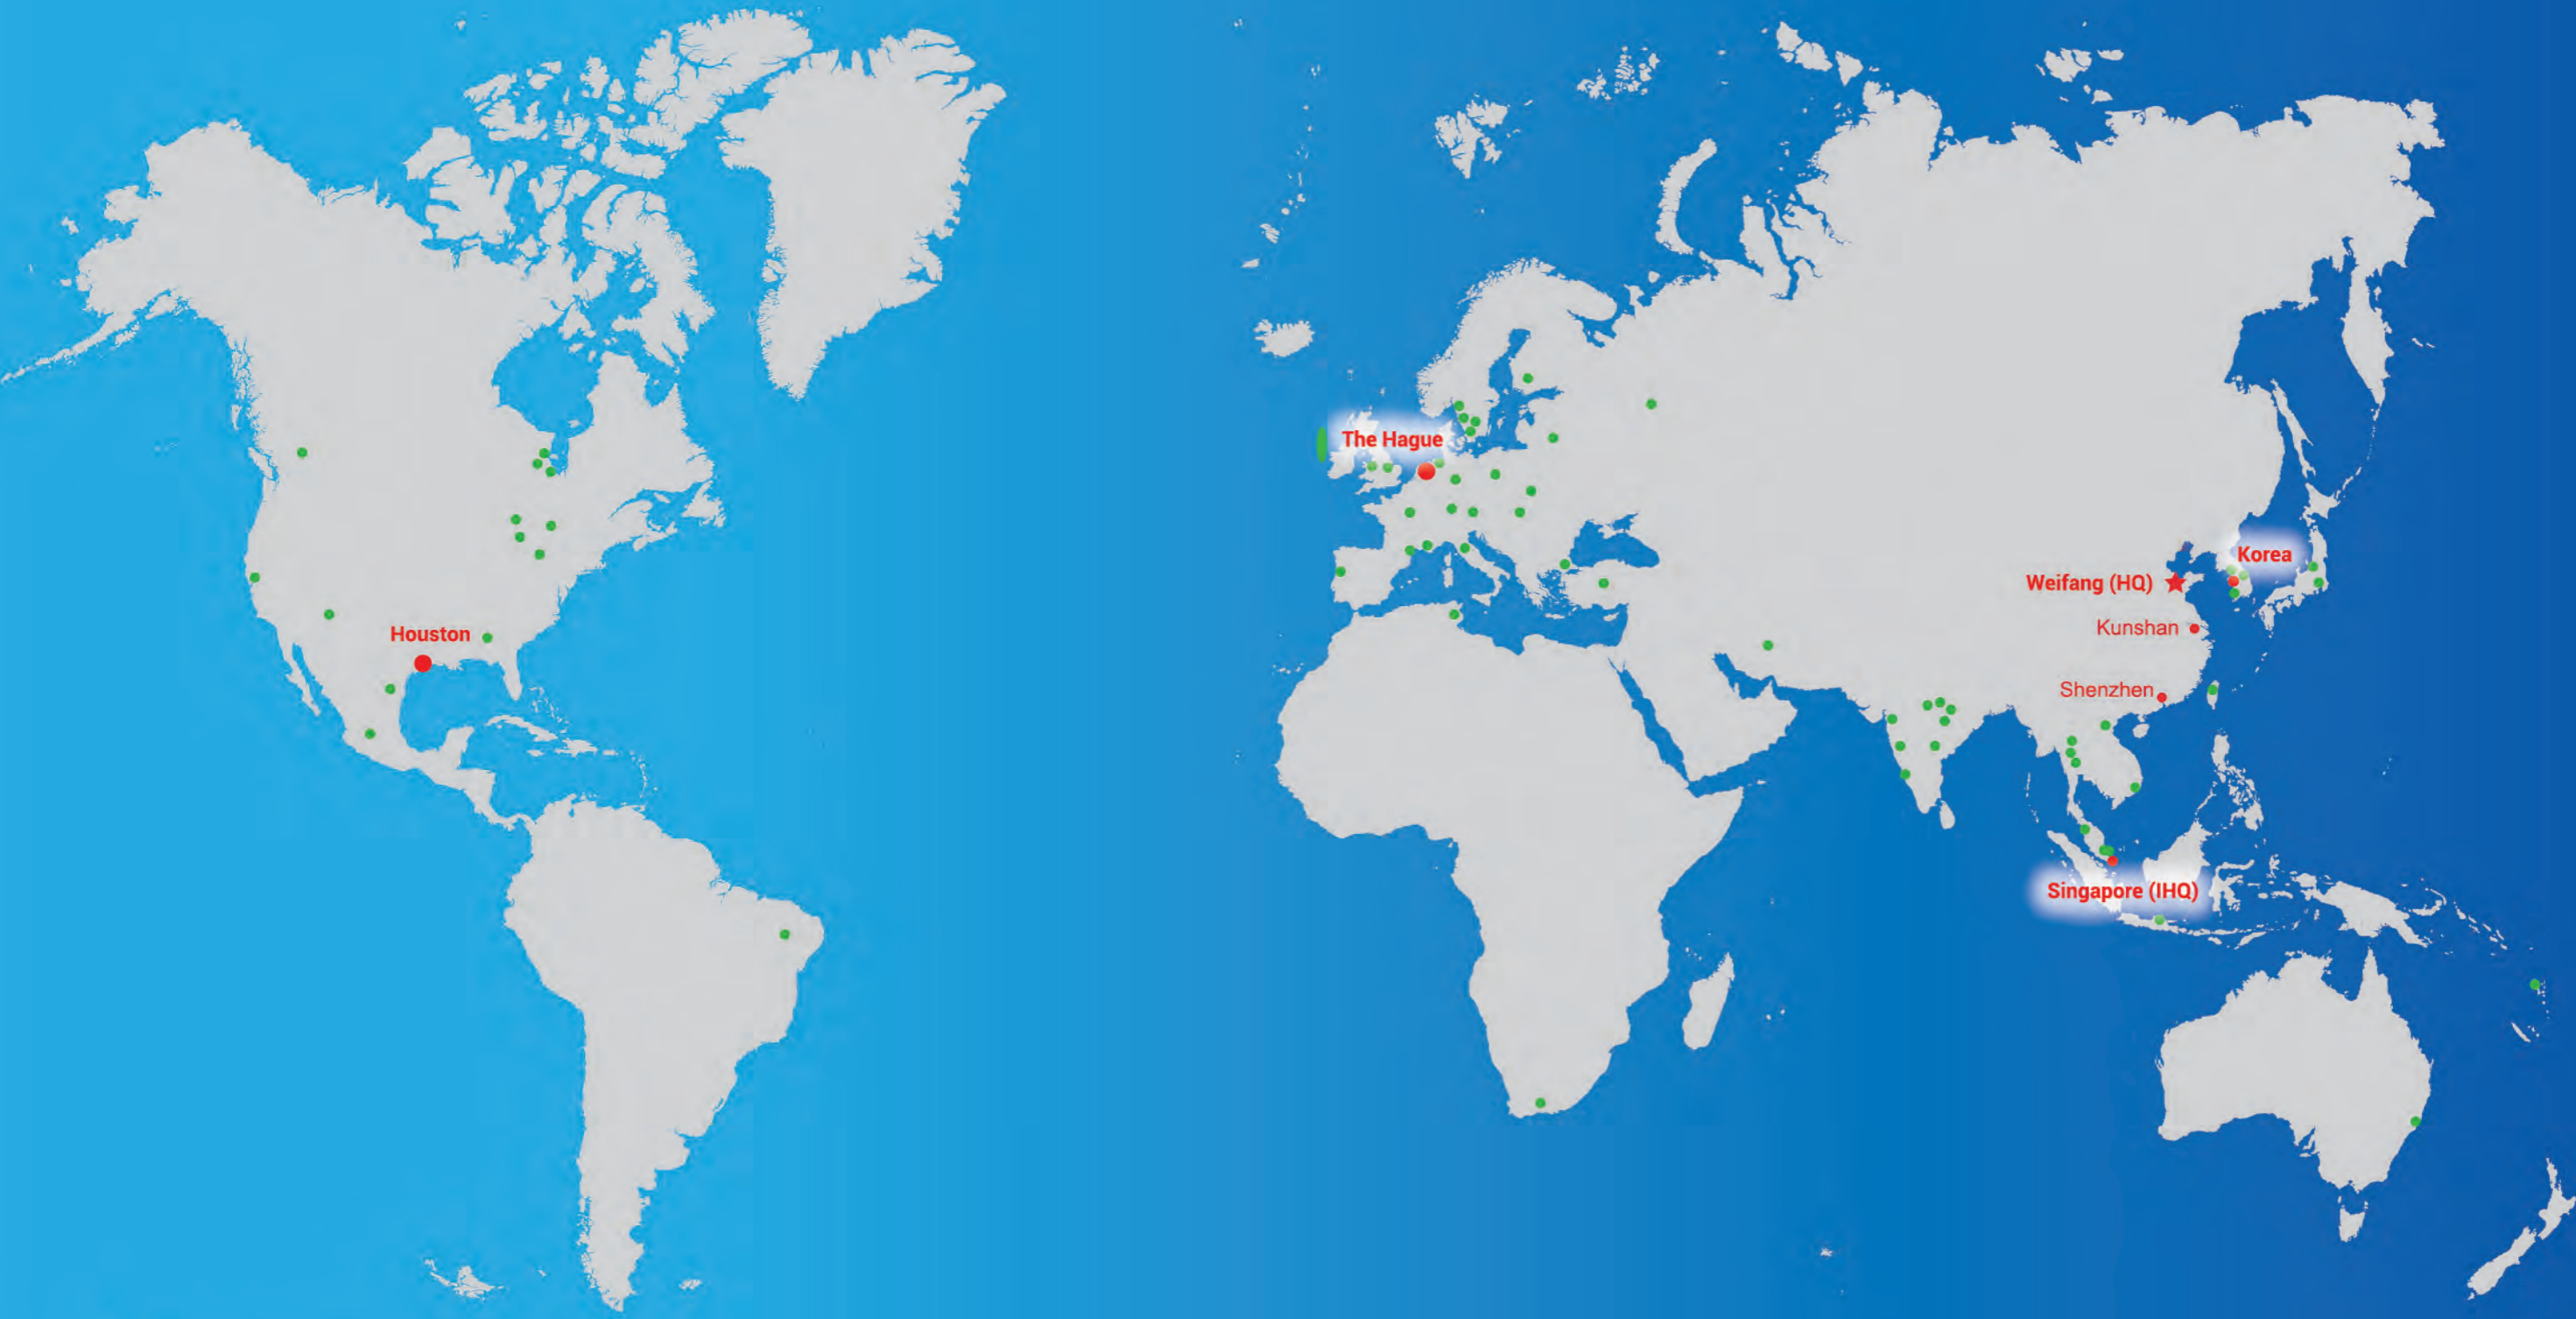 The Hague
Korea
Weifang (HQ)
Kunshan
Houston
Shenzhen
Singapore (IHQ)